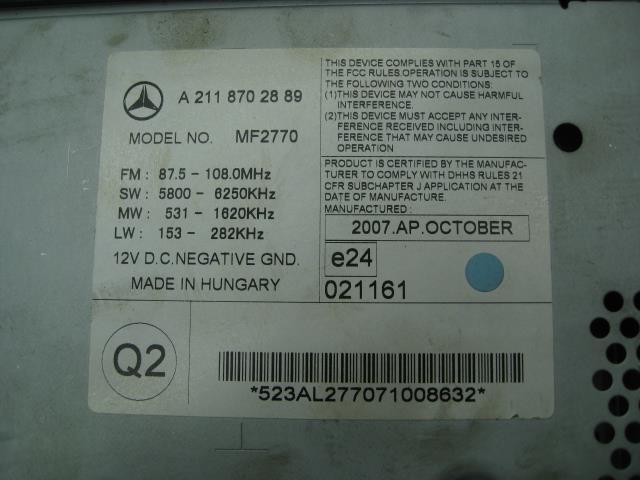 A 211 870 28 89
MODEL NO. MF2770
FM : 87.5 - 108.0MHz
SW : 5800 - 6250KHz
MW : 531 - 1620KHz
LW : 153 - 282KHz
12V D.C.NEGATIVE GND.
MADE IN HUNGARY
THIS DEVICE COMPLIES WITH PART 15 OF
THE FCC RULES.OPERATION IS SUBJECT TO
THE FOLLOWING TWO CONDITIONS:
(1)THIS DEVICE MAY NOT CAUSE HARMFUL
INTERFERENCE.
(2)THIS DEVICE MUST ACCEPT ANY INTER-
FERENCE RECEIVED INCLUDING INTER-
FERENCE THAT MAY CAUSE UNDESIRED
OPERATION
PRODUCT IS CERTIFIED BY THE MANUFAC-
TURER TO COMPLY WITH DHHS RULES 21
CFR SUBCHAPTER J APPLICATION AT THE
DATE OF MANUFACTURE.
MANUFACTURED:
2007.AP.OCTOBER
e24
021161
Q2
*523AL277071008632*